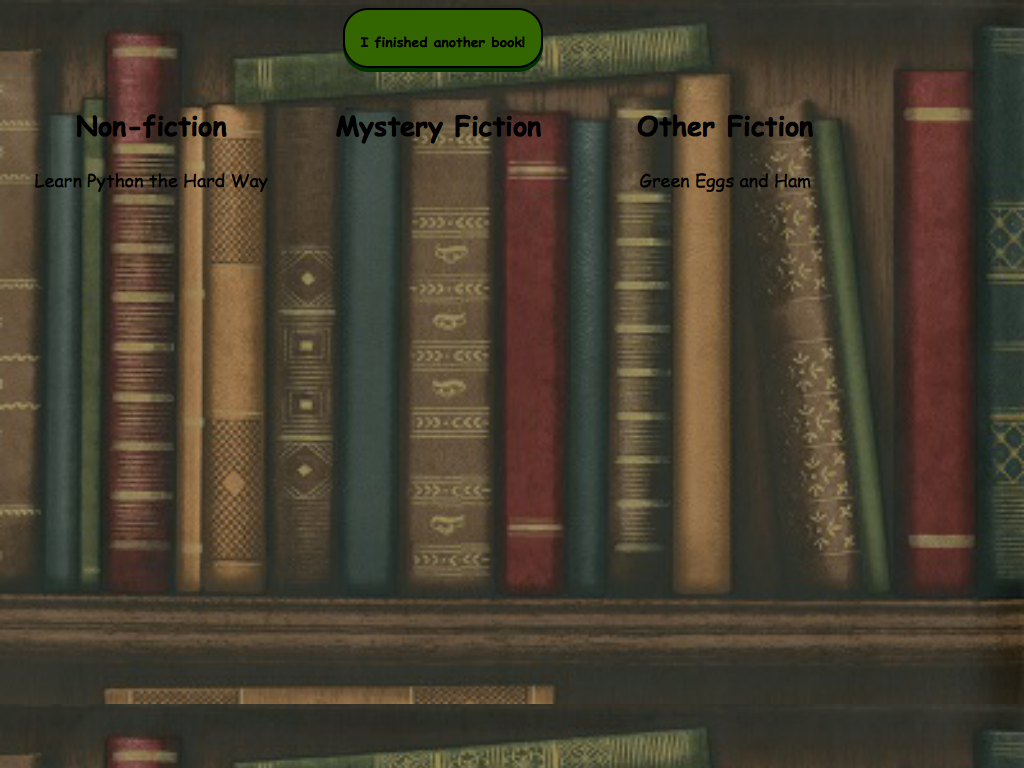 I finished another book!
Non-fiction
Mystery Fiction
Other Fiction
Learn Python the Hard Way
Green Eggs and Ham